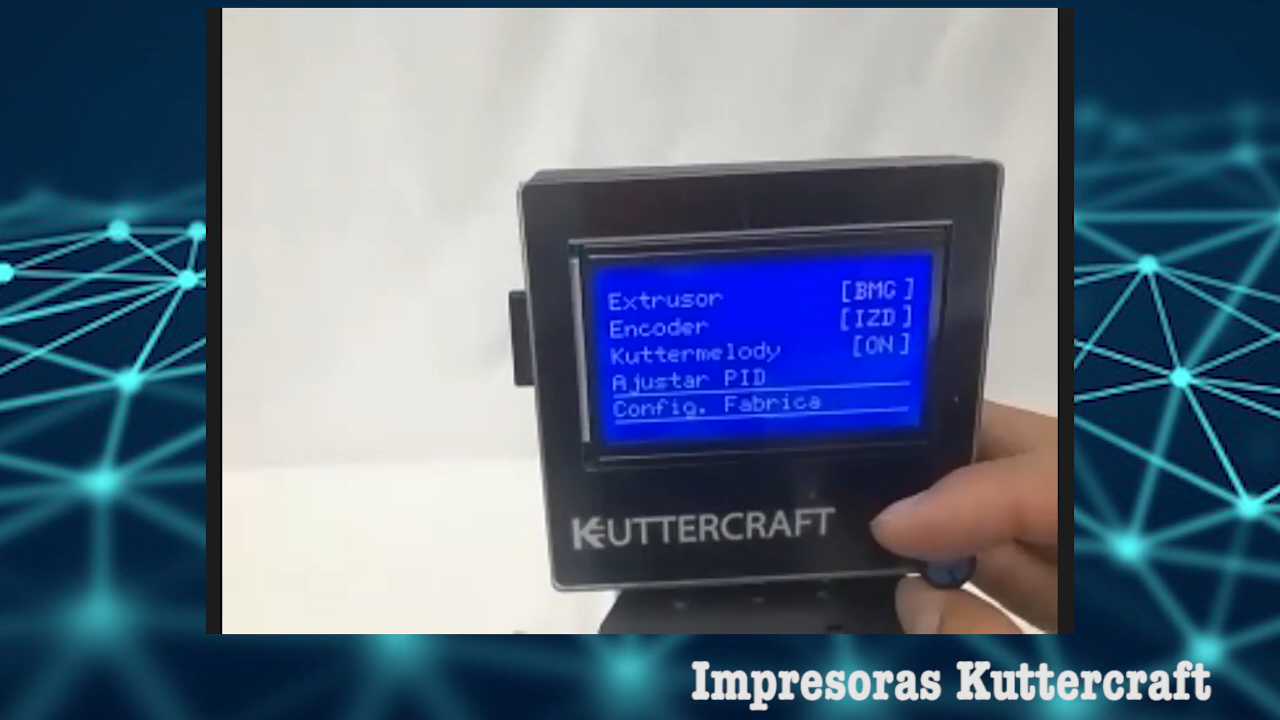 Extrusor [BMG ]
Encoder [IZD ]
Kuttermelody [ON]
Ajustar PID
Config. Fabrica
KUTTERCRAFT
Impresoras Kuttercraft